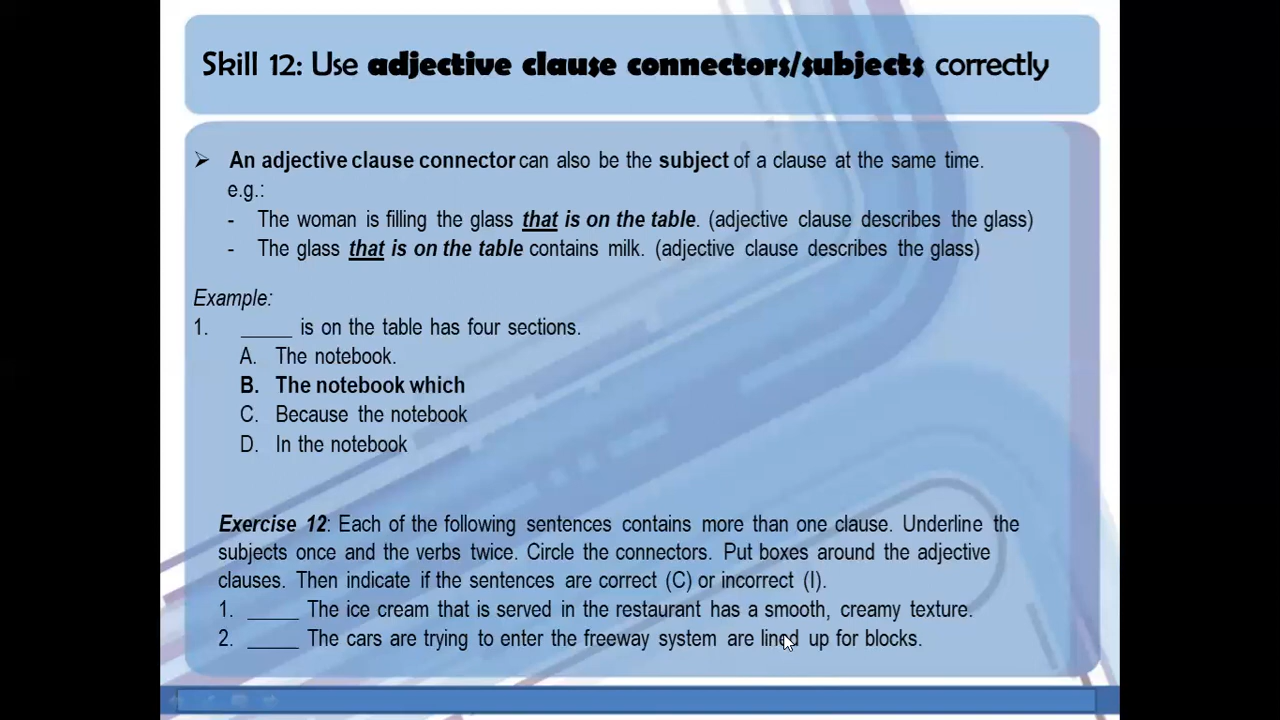 Skill 12: Use adjective clause connectors/subjects correctly
➢ An adjective clause connector can also be the subject of a clause at the same time.
e.g.:
- The woman is filling the glass that is on the table. (adjective clause describes the glass)
- The glass that is on the table contains milk. (adjective clause describes the glass)
Example:
1. _____ is on the table has four sections.
A. The notebook.
B. The notebook which
C. Because the notebook
D. In the notebook
Exercise 12: Each of the following sentences contains more than one clause. Underline the
subjects once and the verbs twice. Circle the connectors. Put boxes around the adjective
clauses. Then indicate if the sentences are correct (C) or incorrect (I).
1. _____ The ice cream that is served in the restaurant has a smooth, creamy texture.
2. _____ The cars are trying to enter the freeway system are lined up for blocks.